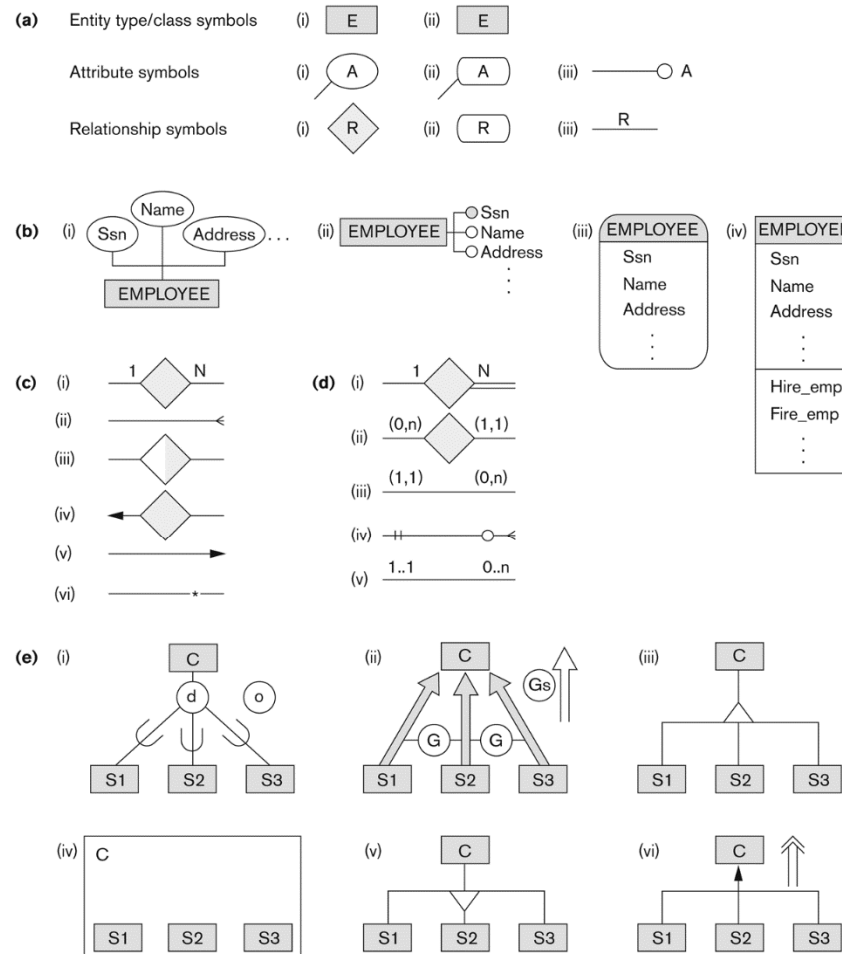 (a) Entity type/class symbols (i) E (ii) E
Attribute symbols (i) A (ii) A (iii) A
Relationship symbols (i) R (ii) R (iii) R
(b) (i) Ssn Name Address . . .
EMPLOYEE
(ii) EMPLOYEE Ssn
Name
Address
(iii) EMPLOYEE
Ssn
Name
Address
(iv) EMPLOYEE
Ssn
Name
Address
Hire_emp
Fire_emp
(c) (i) 1 N
(ii)
(iii)
(iv)
(v)
(vi) *
(d) (i) 1 N
(ii) (0,n) (1,1)
(iii) (1,1) (0,n)
(iv)
(v) 1..1 0..n
(e) (i) C
d o
S1 S2 S3
(ii) C Gs
G G
S1 S2 S3
(iii) C
S1 S2 S3
(iv) C
S1 S2 S3
(v) C
S1 S2 S3
(vi) C
S1 S2 S3